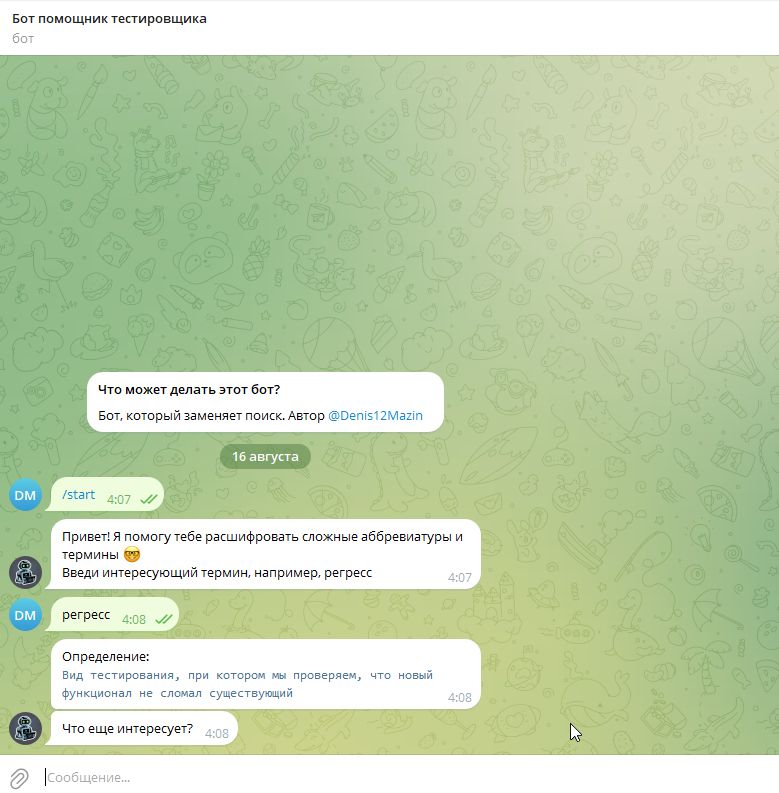 Бот помощник тестировщика
бот
Что может делать этот бот?
Бот, который заменяет поиск. Автор @Denis12Mazin
16 августа
DM
/start 4:07
Привет! Я помогу тебе расшифровать сложные аббревиатуры и
термины 🤓
Введи интересующий термин, например, регресс 4:07
DM
регресс 4:08
Определение:
Вид тестирования, при котором мы проверяем, что новый
функционал не сломал существующий 4:08
Что еще интересует? 4:08
Сообщение...